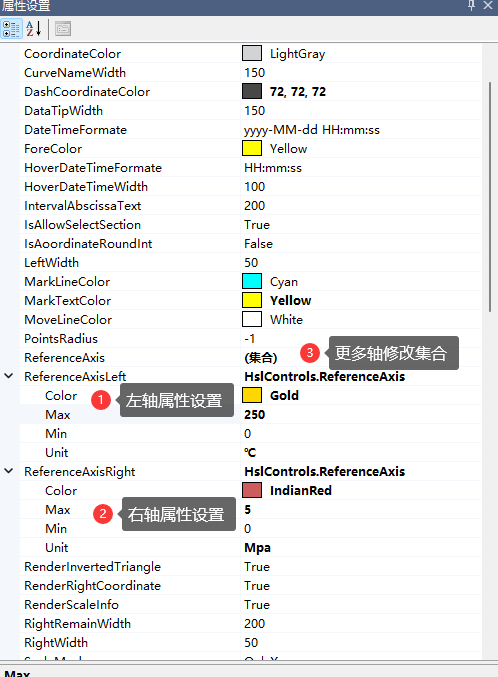 属性设置
CoordinateColor LightGray
CurveNameWidth 150
DashCoordinateColor 72, 72, 72
DataTipWidth 150
DateTimeFormate yyyy-MM-dd HH:mm:ss
ForeColor Yellow
HoverDateTimeFormate HH:mm:ss
HoverDateTimeWidth 100
IntervalAbscissaText 200
IsAllowSelectSection True
IsAoordinateRoundInt False
LeftWidth 50
MarkLineColor Cyan
MarkTextColor Yellow
MoveLineColor White
PointsRadius -1
ReferenceAxis (集合) 3 更多轴修改集合
ReferenceAxisLeft HslControls.ReferenceAxis
Color 1 左轴属性设置 Gold
Max 250
Min 0
Unit ℃
ReferenceAxisRight HslControls.ReferenceAxis
Color IndianRed
Max 2 右轴属性设置 5
Min 0
Unit Mpa
RenderInvertedTriangle True
RenderRightCoordinate True
RenderScaleInfo True
RightRemainWidth 200
RightWidth 50
Max